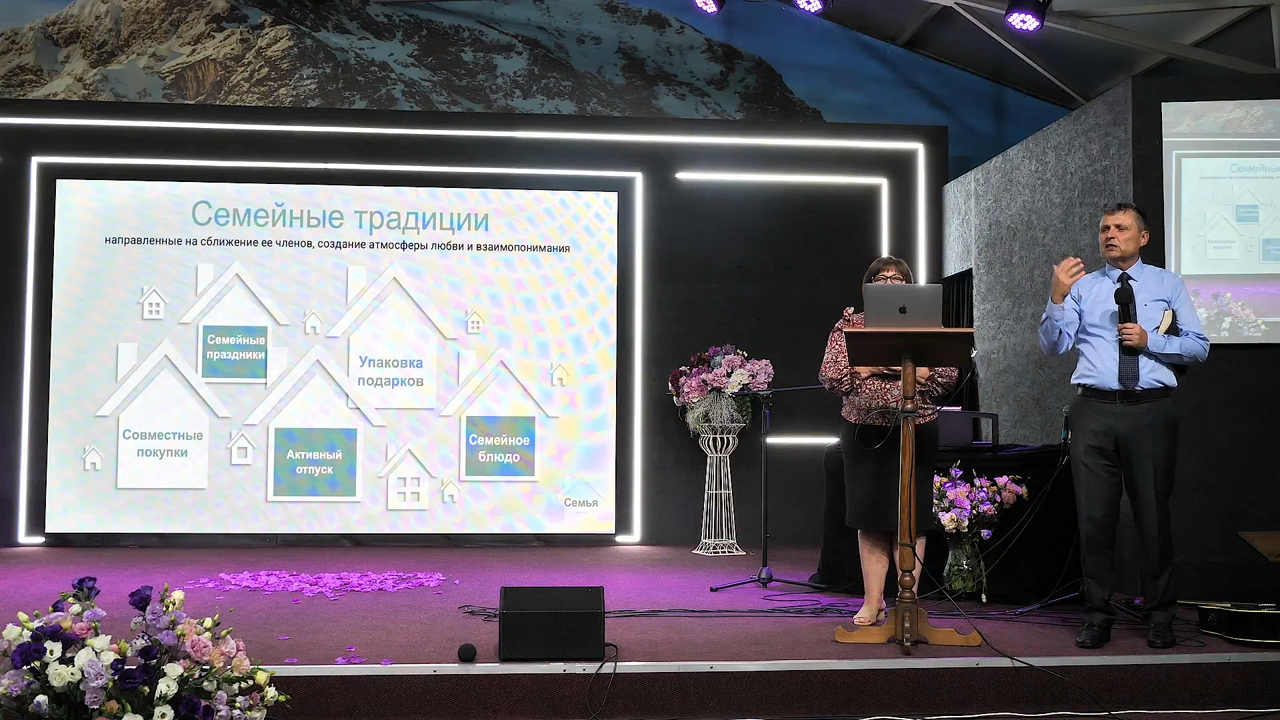 Семейные традиции
направленные на сближение ее членов, создание атмосферы любви и взаимопонимания
Семейные
праздники
Упаковка
подарков
Совместные
покупки
Активный
отпуск
Семейное
блюдо
Семья